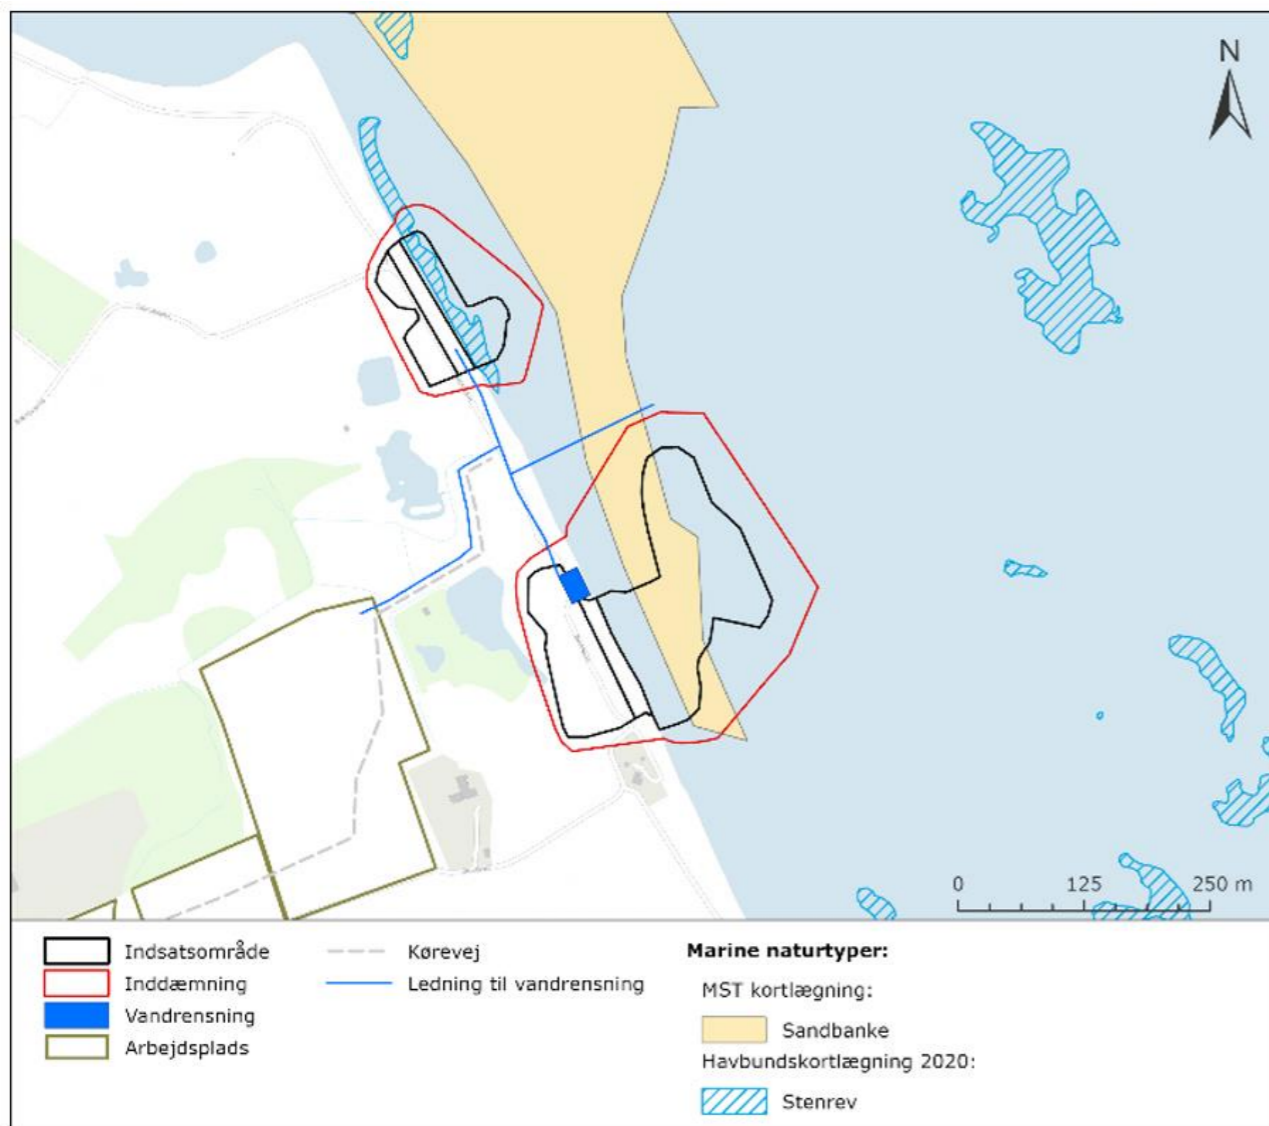 N
0 125 250 m
Indsatsområde
Inddæmning
Vandrensning
Arbejdsplads
Kørevej
Ledning til vandrensning
Marine naturtyper:
MST kortlægning:
Sandbanke
Havbundskortlægning 2020:
Stenrev